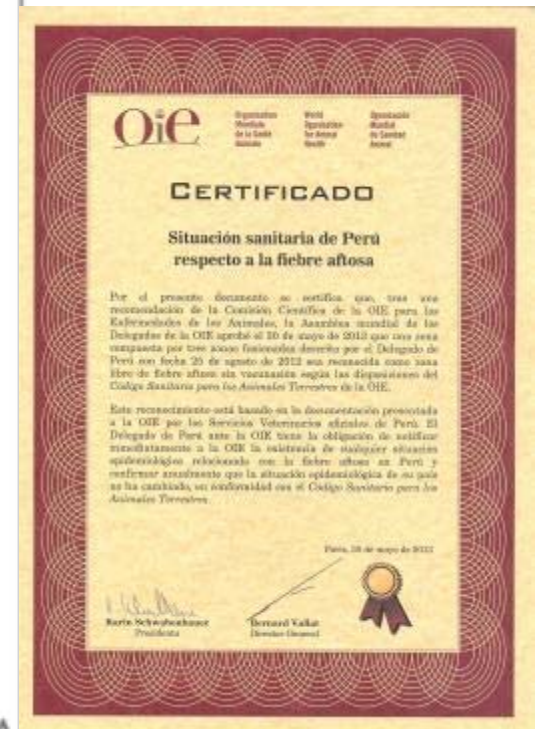 Oie
Organisation World Organización
Mondiale Organisation Mundial
de la Santé for Animal de Sanidad
Animale Health Animal
CERTIFICADO
Situación sanitaria de Perú
respecto a la fiebre aftosa
Por el presente documento se certifica que, tras una
recomendación de la Comisión Científica de la OIE para las
Enfermedades de los Animales, la Asamblea mundial de los
Delegados de la OIE aprobó el de mayo de 2013 que una zona
compuesta por tres zonas fusionadas descrita por el Delegado de
Perú con fecha de agosto de 2012 sea reconocida como zona
libre de fiebre aftosa sin vacunación según las disposiciones del
Código Sanitario para los Animales Terrestres de la OIE.
Este reconocimiento está basado en la documentación presentada
a la OIE por los Servicios Veterinarios oficiales de Perú. El
Delegado de Perú ante la OIE tiene la obligación de notificar
inmediatamente a la OIE la existencia de cualquier situación
epidemiológica relacionada con la fiebre aftosa en Perú y
confirmar anualmente que la situación epidemiológica de su país
no ha cambiado, en conformidad con el Código Sanitario para los
Animales Terrestres.
París, de mayo de
Karin Schwabenbauer Bernard Vallat
Presidenta Director General